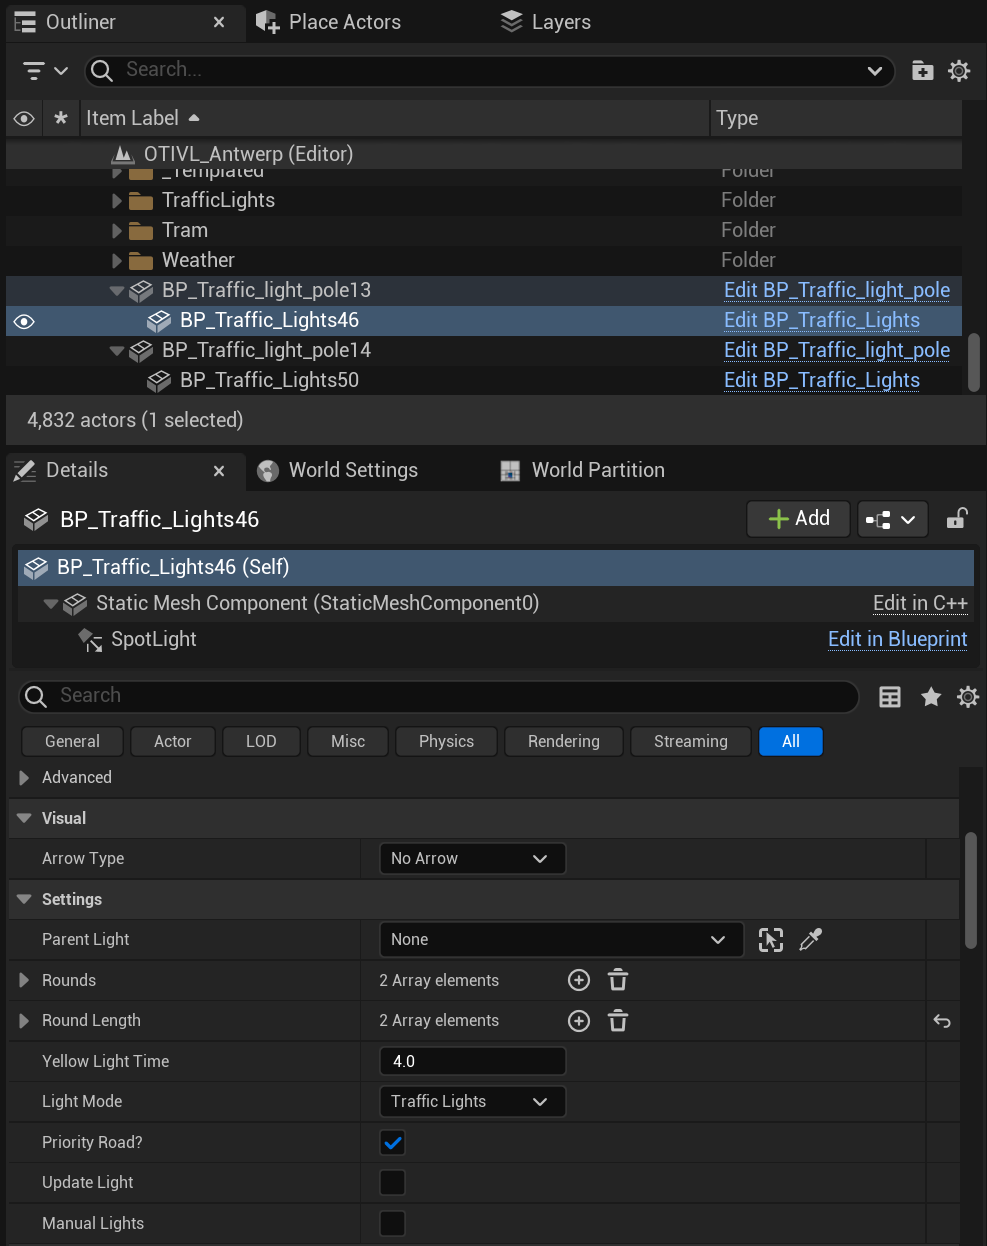 Outliner × Place Actors Layers
Search...
* Item Label Type
OTIVL_Antwerp (Editor)
_Templated Folder
TrafficLights Folder
Tram Folder
Weather Folder
BP_Traffic_light_pole13 Edit BP_Traffic_light_pole
BP_Traffic_Lights46 Edit BP_Traffic_Lights
BP_Traffic_light_pole14 Edit BP_Traffic_light_pole
BP_Traffic_Lights50 Edit BP_Traffic_Lights
4,832 actors (1 selected)
Details × World Settings World Partition
BP_Traffic_Lights46 + Add
BP_Traffic_Lights46 (Self)
Static Mesh Component (StaticMeshComponent0) Edit in C++
SpotLight Edit in Blueprint
Search
General Actor LOD Misc Physics Rendering Streaming All
Advanced
Visual
Arrow Type No Arrow
Settings
Parent Light None
Rounds 2 Array elements
Round Length 2 Array elements
Yellow Light Time 4.0
Light Mode Traffic Lights
Priority Road?
Update Light
Manual Lights